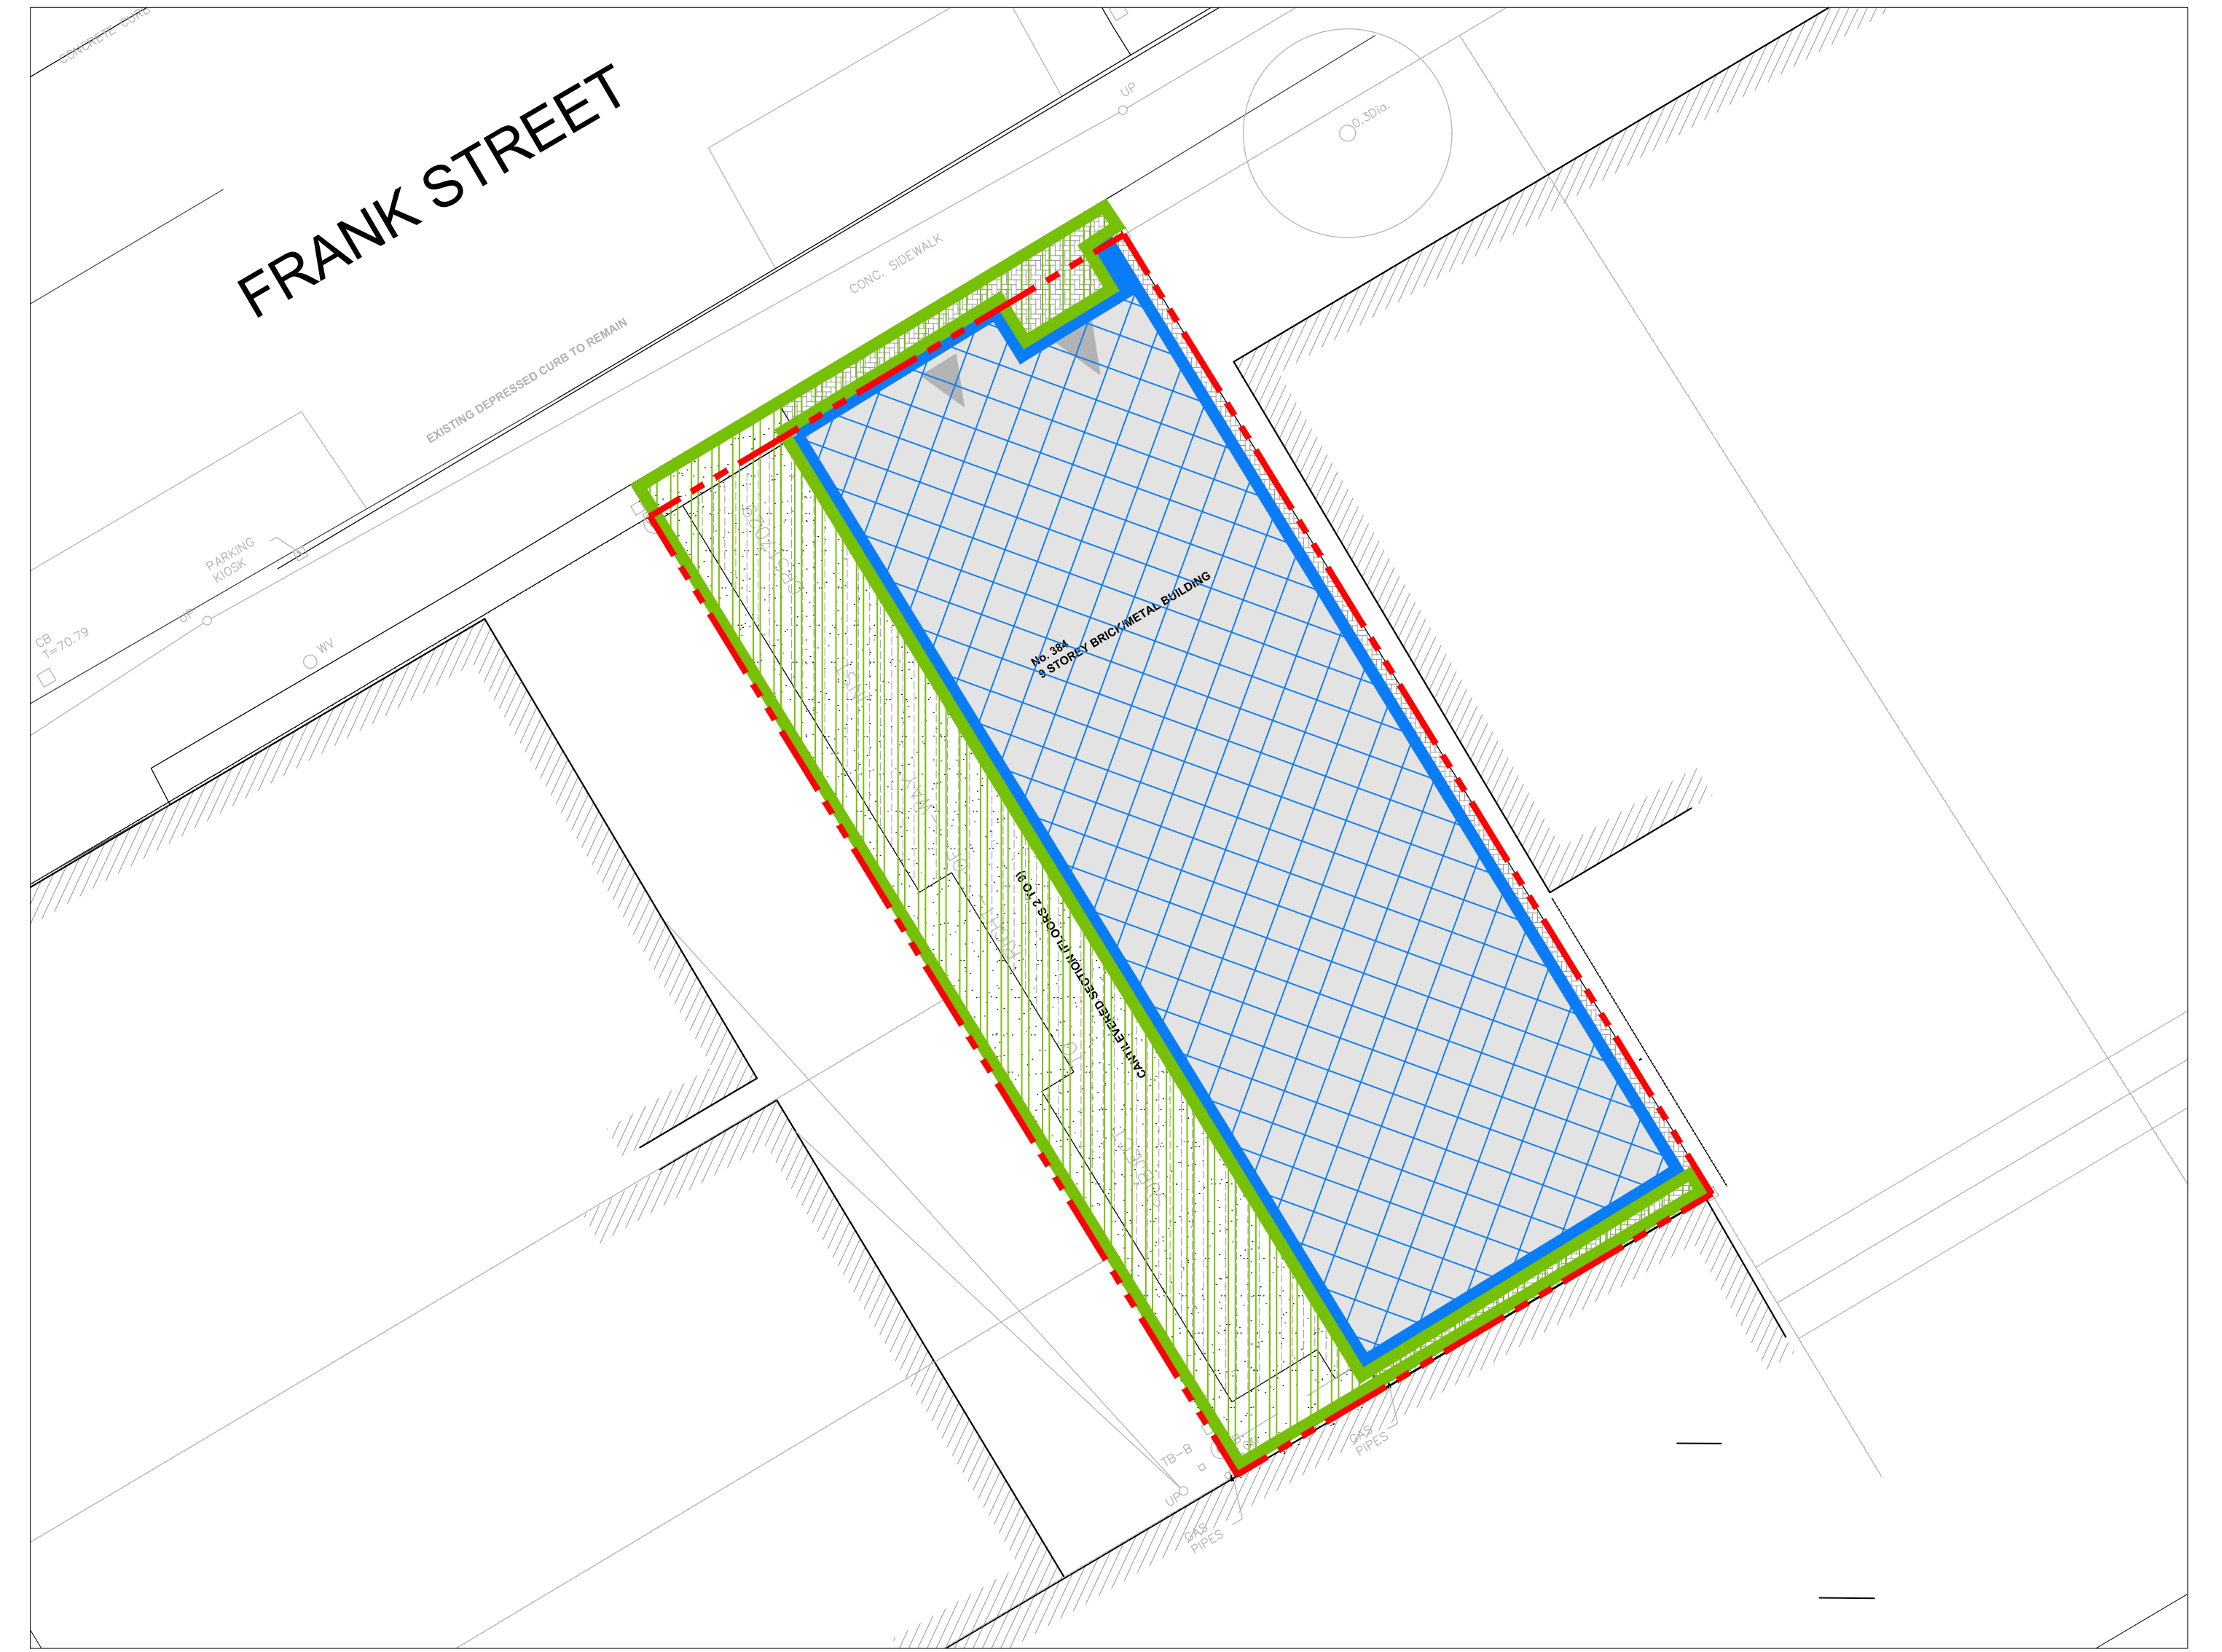 CONCRETE CURB
FRANK STREET
UP
0.3Dia.
CONC. SIDEWALK
EXISTING DEPRESSED CURB TO REMAIN
PARKING
KIOSK
UP
CB
T=70.79
WV
No. 384
9 STOREY BRICK/METAL BUILDING
CANTILEVERED SECTION (FLOORS 2 TO 9)
TB-B
UP
GAS
PIPES
GAS
PIPES